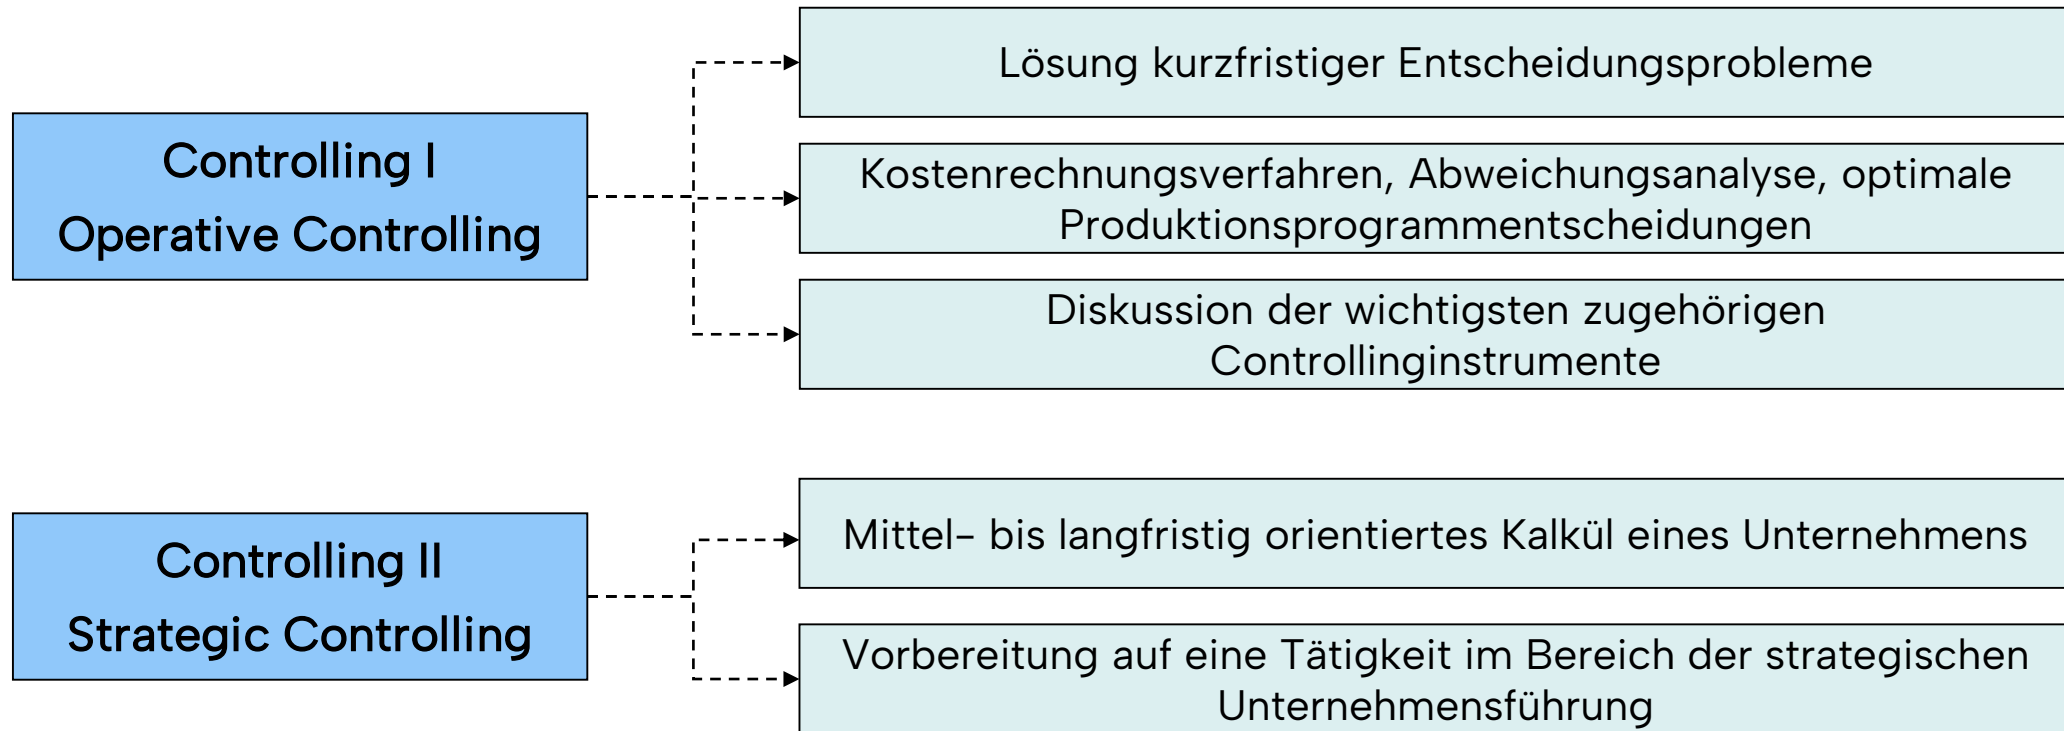 Controlling I
Operative Controlling
Lösung kurzfristiger Entscheidungsprobleme
Kostenrechnungsverfahren, Abweichungsanalyse, optimale
Produktionsprogrammentscheidungen
Diskussion der wichtigsten zugehörigen
Controllinginstrumente
Controlling II
Strategic Controlling
Mittel- bis langfristig orientiertes Kalkül eines Unternehmens
Vorbereitung auf eine Tätigkeit im Bereich der strategischen
Unternehmensführung